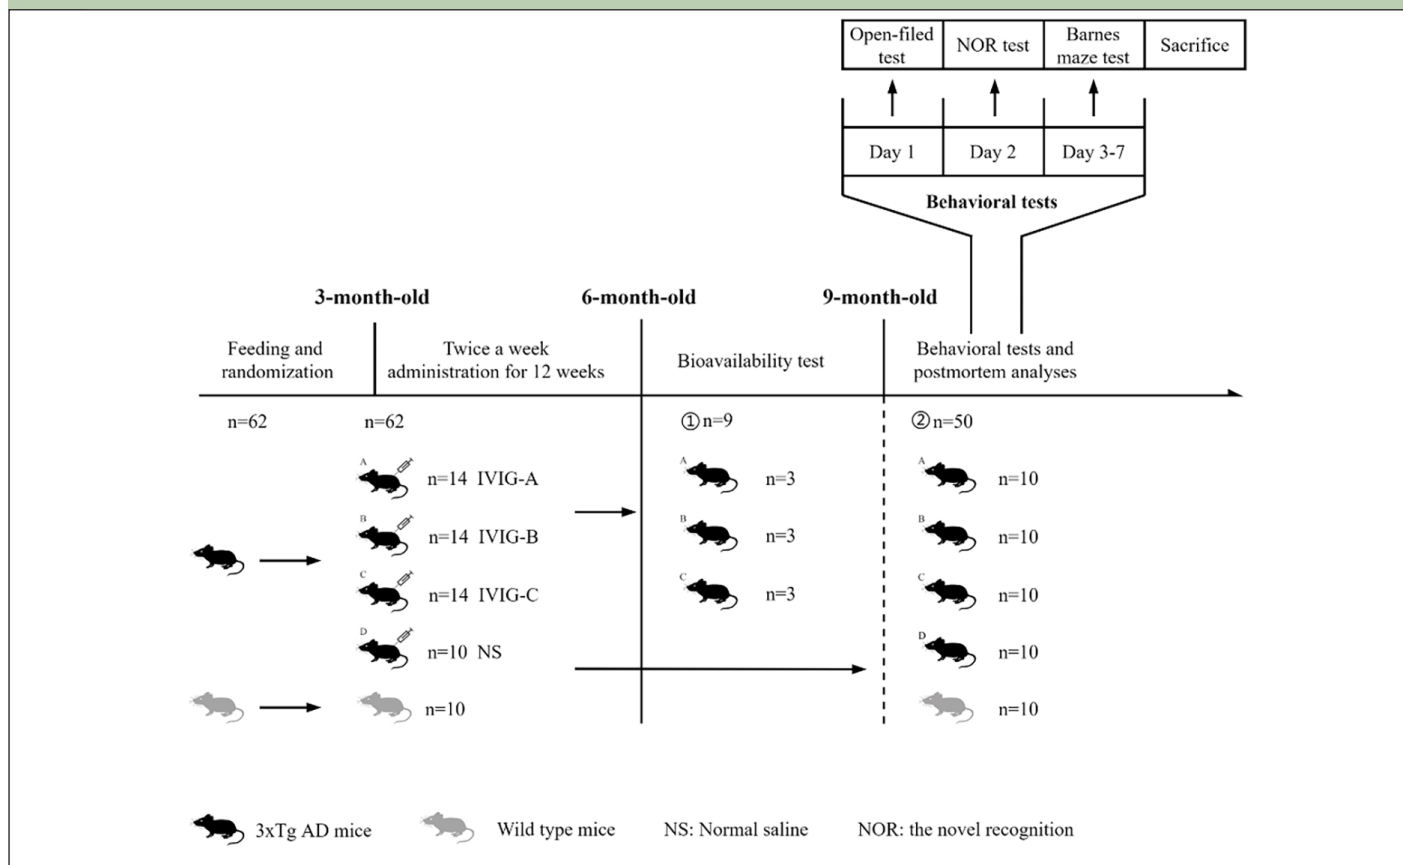 Open-filed
test
NOR test
Barnes
maze test
Sacrifice
Day 1
Day 2
Day 3-7
Behavioral tests
3-month-old
6-month-old
9-month-old
Feeding and
randomization
Twice a week
administration for 12 weeks
Bioavailability test
Behavioral tests and
postmortem analyses
n=62
n=62
①n=9
②n=50
A
n=14 IVIG-A
A
n=3
A
n=10
B
n=14 IVIG-B
B
n=3
B
n=10
C
n=14 IVIG-C
C
n=3
C
n=10
D
n=10 NS
D
n=10
n=10
n=10
3xTg AD mice
Wild type mice
NS: Normal saline
NOR: the novel recognition